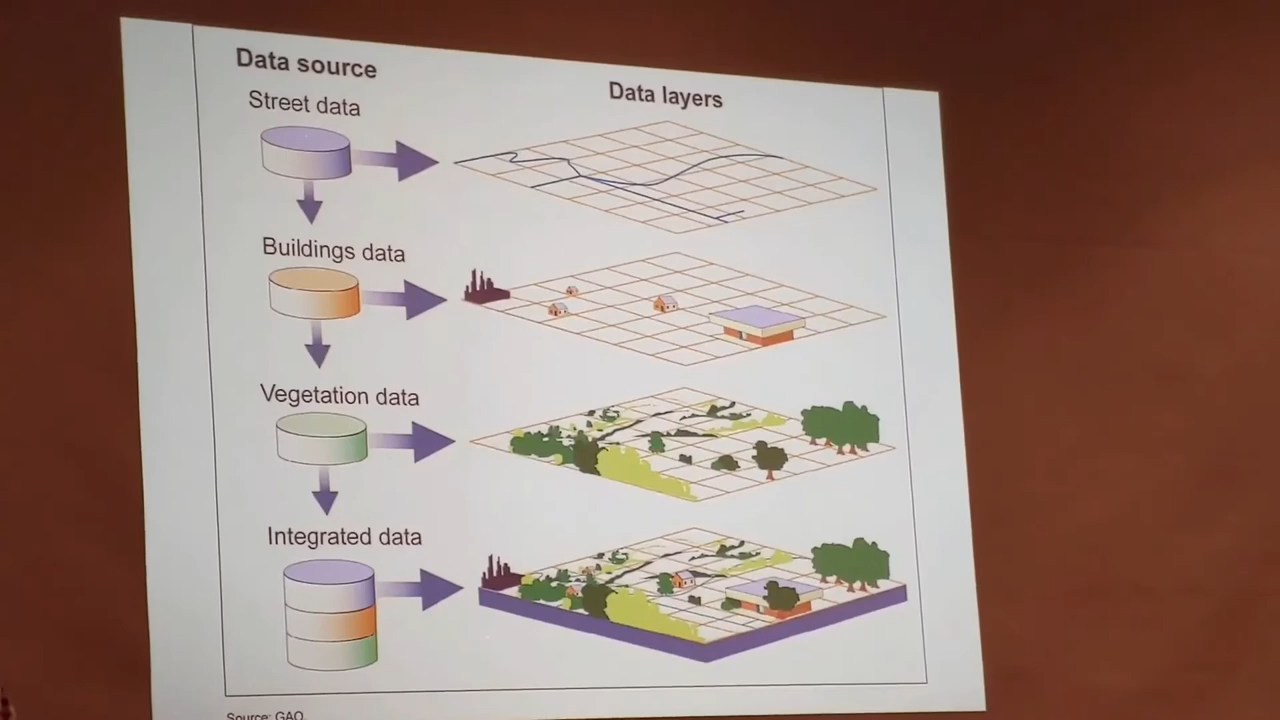 Data source
Data layers
Street data
Buildings data
Vegetation data
Integrated data
Source: GAO